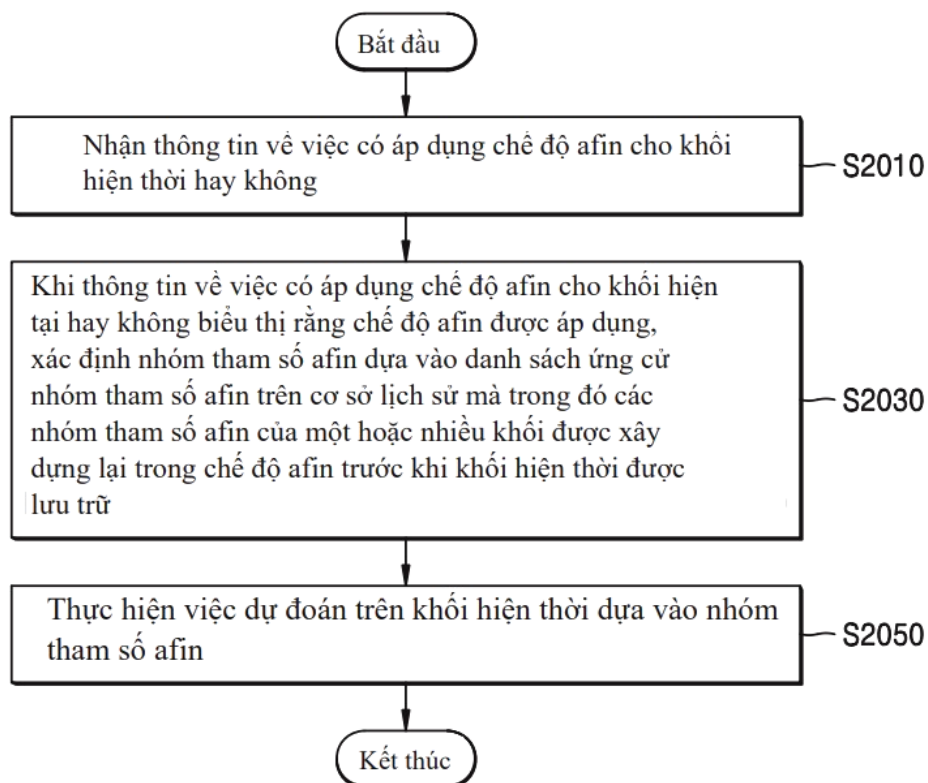 Bắt đầu
Nhận thông tin về việc có áp dụng chế độ afin cho khối
hiện thời hay không
S2010
Khi thông tin về việc có áp dụng chế độ afin cho khối hiện
tại hay không biểu thị rằng chế độ afin được áp dụng,
xác định nhóm tham số afin dựa vào danh sách ứng cử
nhóm tham số afin trên cơ sở lịch sử mà trong đó các
nhóm tham số afin của một hoặc nhiều khối được xây
dựng lại trong chế độ afin trước khi khối hiện thời được
lưu trữ
S2030
Thực hiện việc dự đoán trên khối hiện thời dựa vào nhóm
tham số afin
S2050
Kết thúc